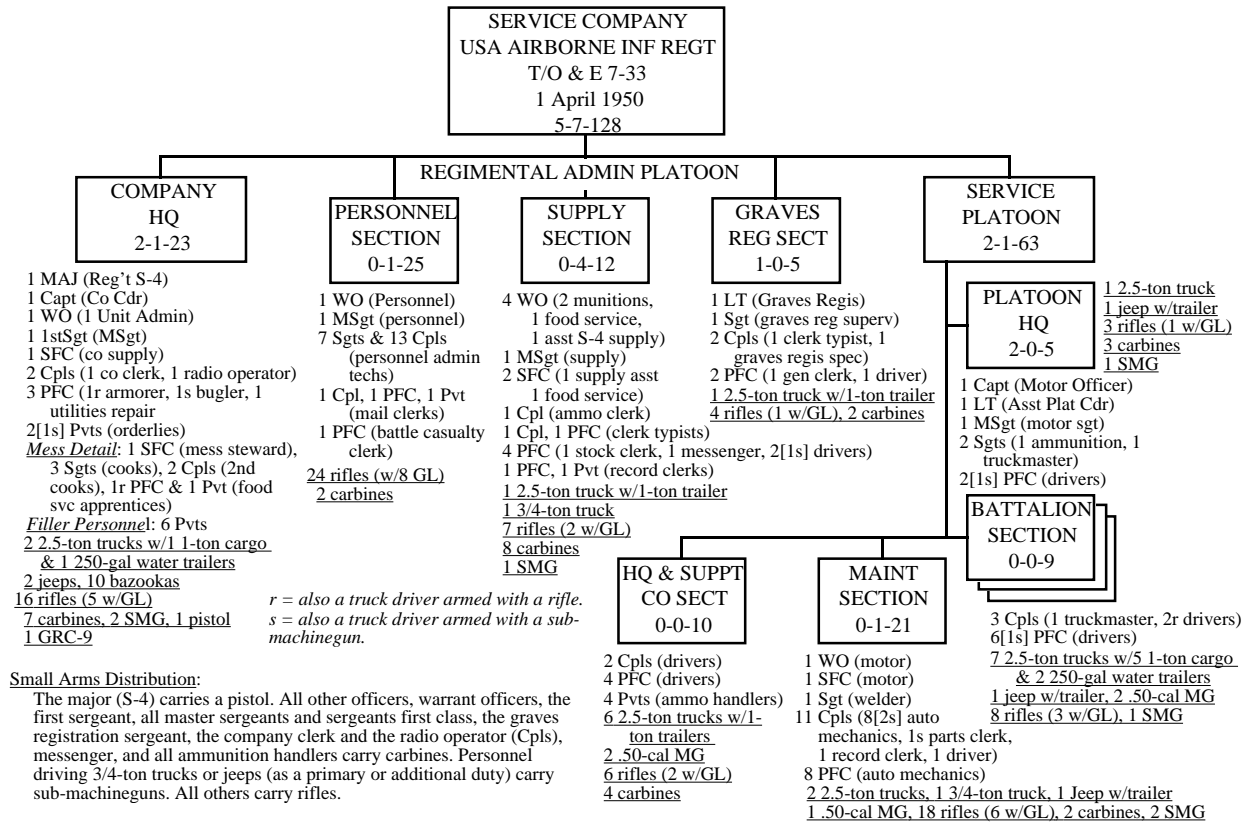 SERVICE COMPANY
USA AIRBORNE INF REGT
T/O & E 7-33
1 April 1950
5-7-128
REGIMENTAL ADMIN PLATOON
COMPANY
HQ
2-1-23
1 MAJ (Reg't S-4)
1 Capt (Co Cdr)
1 WO (1 Unit Admin)
1 1stSgt (MSgt)
1 SFC (co supply)
2 Cpls (1 co clerk, 1 radio operator)
3 PFC (1r armorer, 1s bugler, 1
utilities repair
2[1s] Pvts (orderlies)
Mess Detail: 1 SFC (mess steward),
3 Sgts (cooks), 2 Cpls (2nd
cooks), 1r PFC & 1 Pvt (food
svc apprentices)
Filler Personnel: 6 Pvts
2 2.5-ton trucks w/1 1-ton cargo
& 1 250-gal water trailers
2 jeeps, 10 bazookas
16 rifles (5 w/GL)
7 carbines, 2 SMG, 1 pistol
1 GRC-9
PERSONNEL
SECTION
0-1-25
1 WO (Personnel)
1 MSgt (personnel)
7 Sgts & 13 Cpls
(personnel admin
techs)
1 Cpl, 1 PFC, 1 Pvt
(mail clerks)
1 PFC (battle casualty
clerk)
24 rifles (w/8 GL)
2 carbines
SUPPLY
SECTION
0-4-12
4 WO (2 munitions,
1 food service,
1 asst S-4 supply)
1 MSgt (supply)
2 SFC (1 supply asst
1 food service)
1 Cpl (ammo clerk)
1 Cpl, 1 PFC (clerk typists)
4 PFC (1 stock clerk, 1 messenger, 2[1s] drivers)
1 PFC, 1 Pvt (record clerks)
1 2.5-ton truck w/1-ton trailer
1 3/4-ton truck
7 rifles (2 w/GL)
8 carbines
1 SMG
GRAVES
REG SECT
1-0-5
1 LT (Graves Regis)
1 Sgt (graves reg superv)
2 Cpls (1 clerk typist, 1
graves regis spec)
2 PFC (1 gen clerk, 1 driver)
1 2.5-ton truck w/1-ton trailer
4 rifles (1 w/GL), 2 carbines
SERVICE
PLATOON
2-1-63
PLATOON
HQ
2-0-5
1 2.5-ton truck
1 jeep w/trailer
3 rifles (1 w/GL)
3 carbines
1 SMG
1 Capt (Motor Officer)
1 LT (Asst Plat Cdr)
1 MSgt (motor sgt)
2 Sgts (1 ammunition, 1
truckmaster)
2[1s] PFC (drivers)
BATTALION
SECTION
0-0-9
3 Cpls (1 truckmaster, 2r drivers)
6[1s] PFC (drivers)
7 2.5-ton trucks w/5 1-ton cargo
& 2 250-gal water trailers
1 jeep w/trailer, 2 .50-cal MG
8 rifles (3 w/GL), 1 SMG
HQ & SUPPT
CO SECT
0-0-10
2 Cpls (drivers)
4 PFC (drivers)
4 Pvts (ammo handlers)
6 2.5-ton trucks w/1-
ton trailers
2 .50-cal MG
6 rifles (2 w/GL)
4 carbines
MAINT
SECTION
0-1-21
1 WO (motor)
1 SFC (motor)
1 Sgt (welder)
11 Cpls (8[2s] auto
mechanics, 1s parts clerk,
1 record clerk, 1 driver)
8 PFC (auto mechanics)
2 2.5-ton trucks, 1 3/4-ton truck, 1 Jeep w/trailer
1 .50-cal MG, 18 rifles (6 w/GL), 2 carbines, 2 SMG
r = also a truck driver armed with a rifle.
s = also a truck driver armed with a sub-
machinegun.
Small Arms Distribution:
The major (S-4) carries a pistol. All other officers, warrant officers, the
first sergeant, all master sergeants and sergeants first class, the graves
registration sergeant, the company clerk and the radio operator (Cpls),
messenger, and all ammunition handlers carry carbines. Personnel
driving 3/4-ton trucks or jeeps (as a primary or additional duty) carry
sub-machineguns. All others carry rifles.